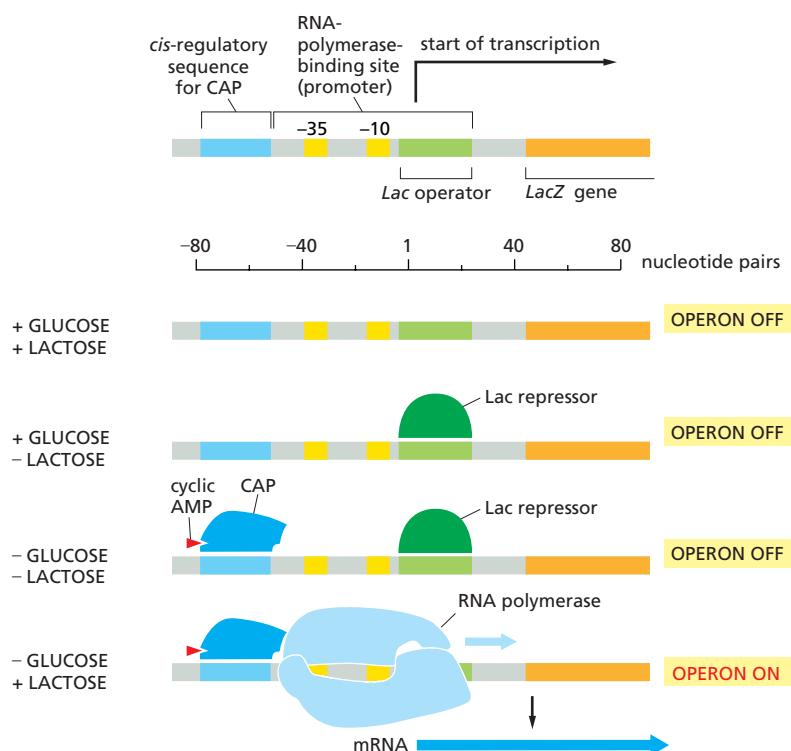 cis-regulatory
sequence
for CAP
RNA-
polymerase-
binding site
(promoter)
start of transcription
–35
–10
Lac operator
LacZ gene
–80
–40
1
40
80
nucleotide pairs
+ GLUCOSE
+ LACTOSE
OPERON OFF
Lac repressor
+ GLUCOSE
– LACTOSE
OPERON OFF
cyclic
AMP
CAP
Lac repressor
– GLUCOSE
– LACTOSE
OPERON OFF
RNA polymerase
– GLUCOSE
+ LACTOSE
OPERON ON
mRNA